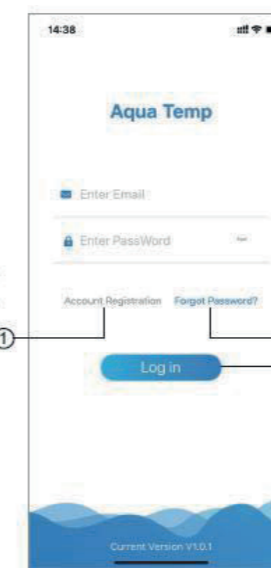 14:38
Aqua Temp
Enter Email
Enter PassWord
Account Registration Forgot Password?
①
Log in
Current Version V1.0.1